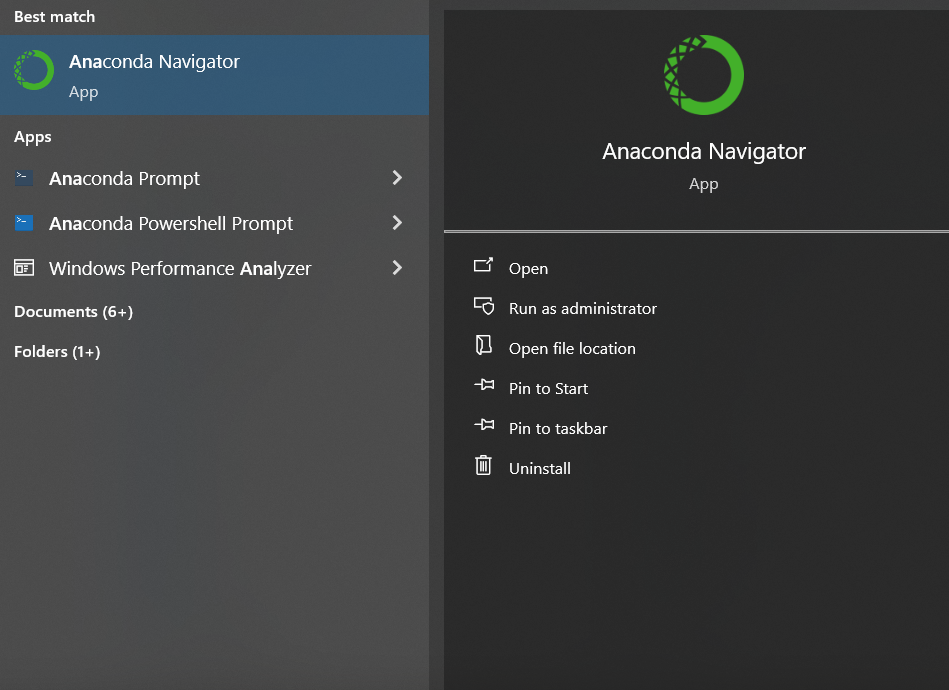 Best match
Anaconda Navigator
App
Apps
Anaconda Prompt
Anaconda Powershell Prompt
Windows Performance Analyzer
Documents (6+)
Folders (1+)
Anaconda Navigator
App
Open
Run as administrator
Open file location
Pin to Start
Pin to taskbar
Uninstall